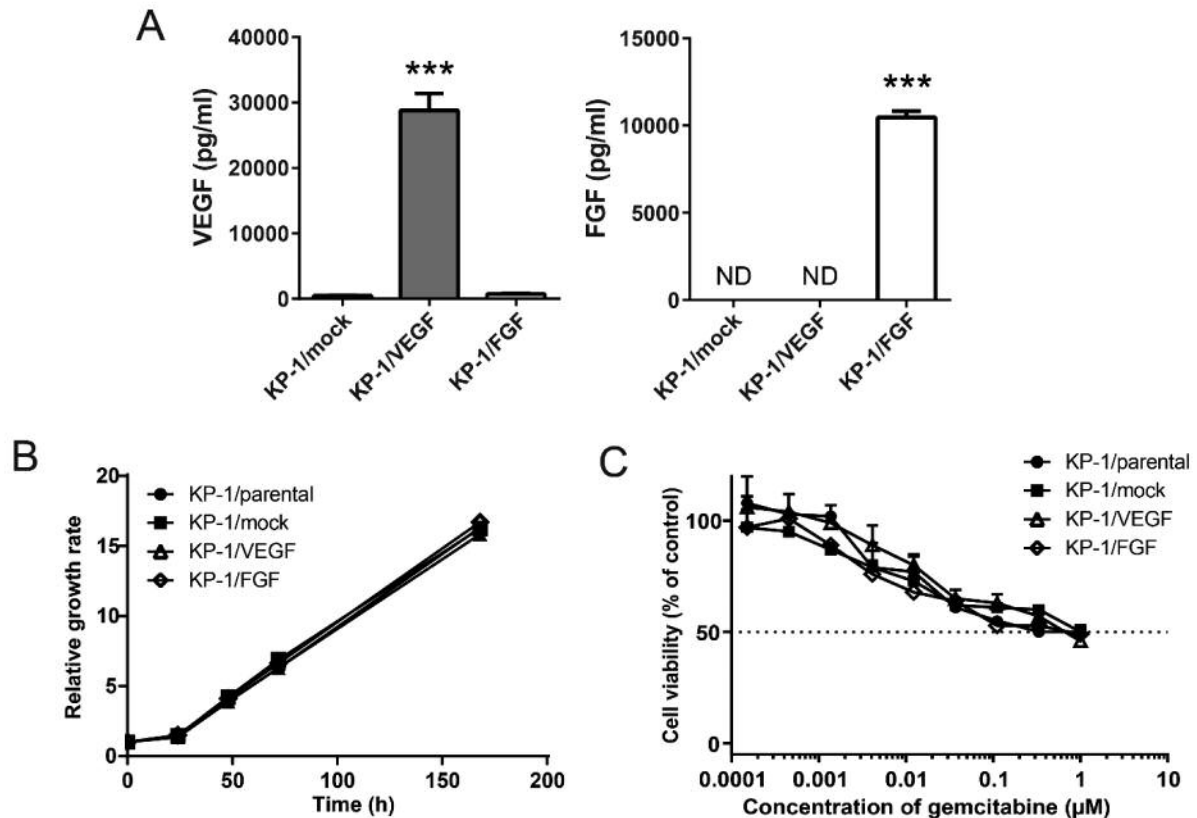 A
VEGF (pg/ml)
40000
30000
20000
10000
0
***
KP-1/mock
KP-1/VEGF
KP-1/FGF
FGF (pg/ml)
15000
10000
5000
0
ND
ND
***
KP-1/mock
KP-1/VEGF
KP-1/FGF
B
Relative growth rate
20
15
10
5
0
KP-1/parental
KP-1/mock
KP-1/VEGF
KP-1/FGF
0 50 100 150 200
Time (h)
C
Cell viability (% of control)
100
50
0
KP-1/parental
KP-1/mock
KP-1/VEGF
KP-1/FGF
0.0001 0.001 0.01 0.1 1 10
Concentration of gemcitabine (μM)